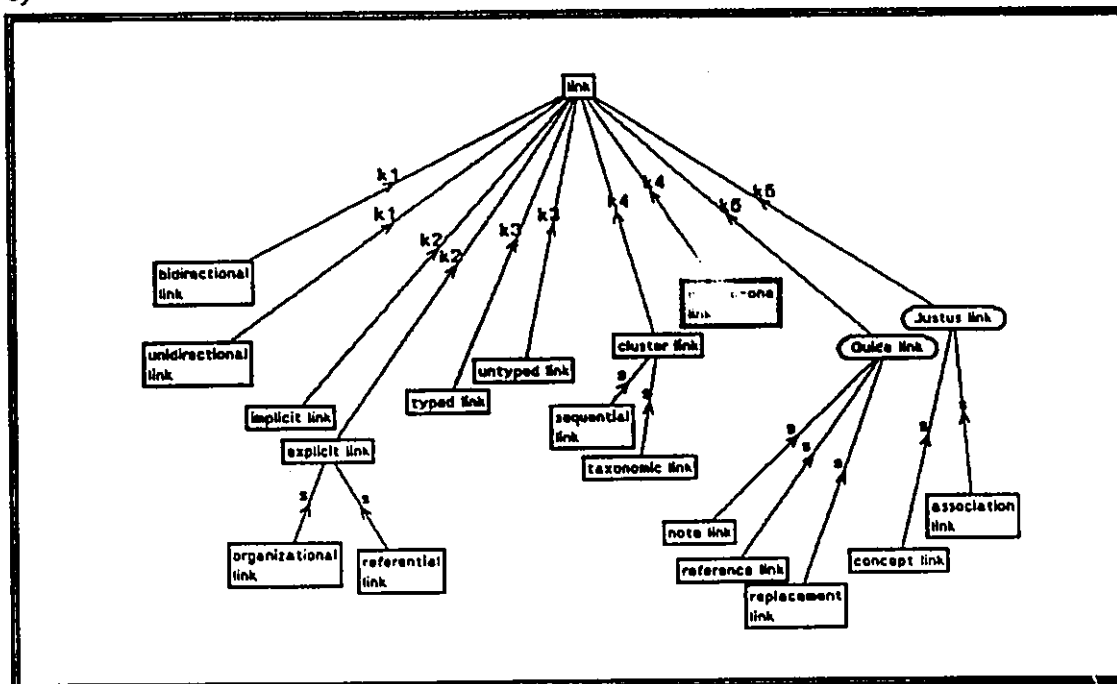 link
k1
k1
k2
k2
k3
k3
k4
k4
k5
k5
bidirectional
link
unidirectional
link
implicit link
explicit link
typed link
untyped link
cluster link
link
Guide link
Justus link
s
s
sequential
link
taxonomic link
s
s
organizational
link
referential
link
s
s
s
note link
reference link
replacement
link
s
s
concept link
association
link